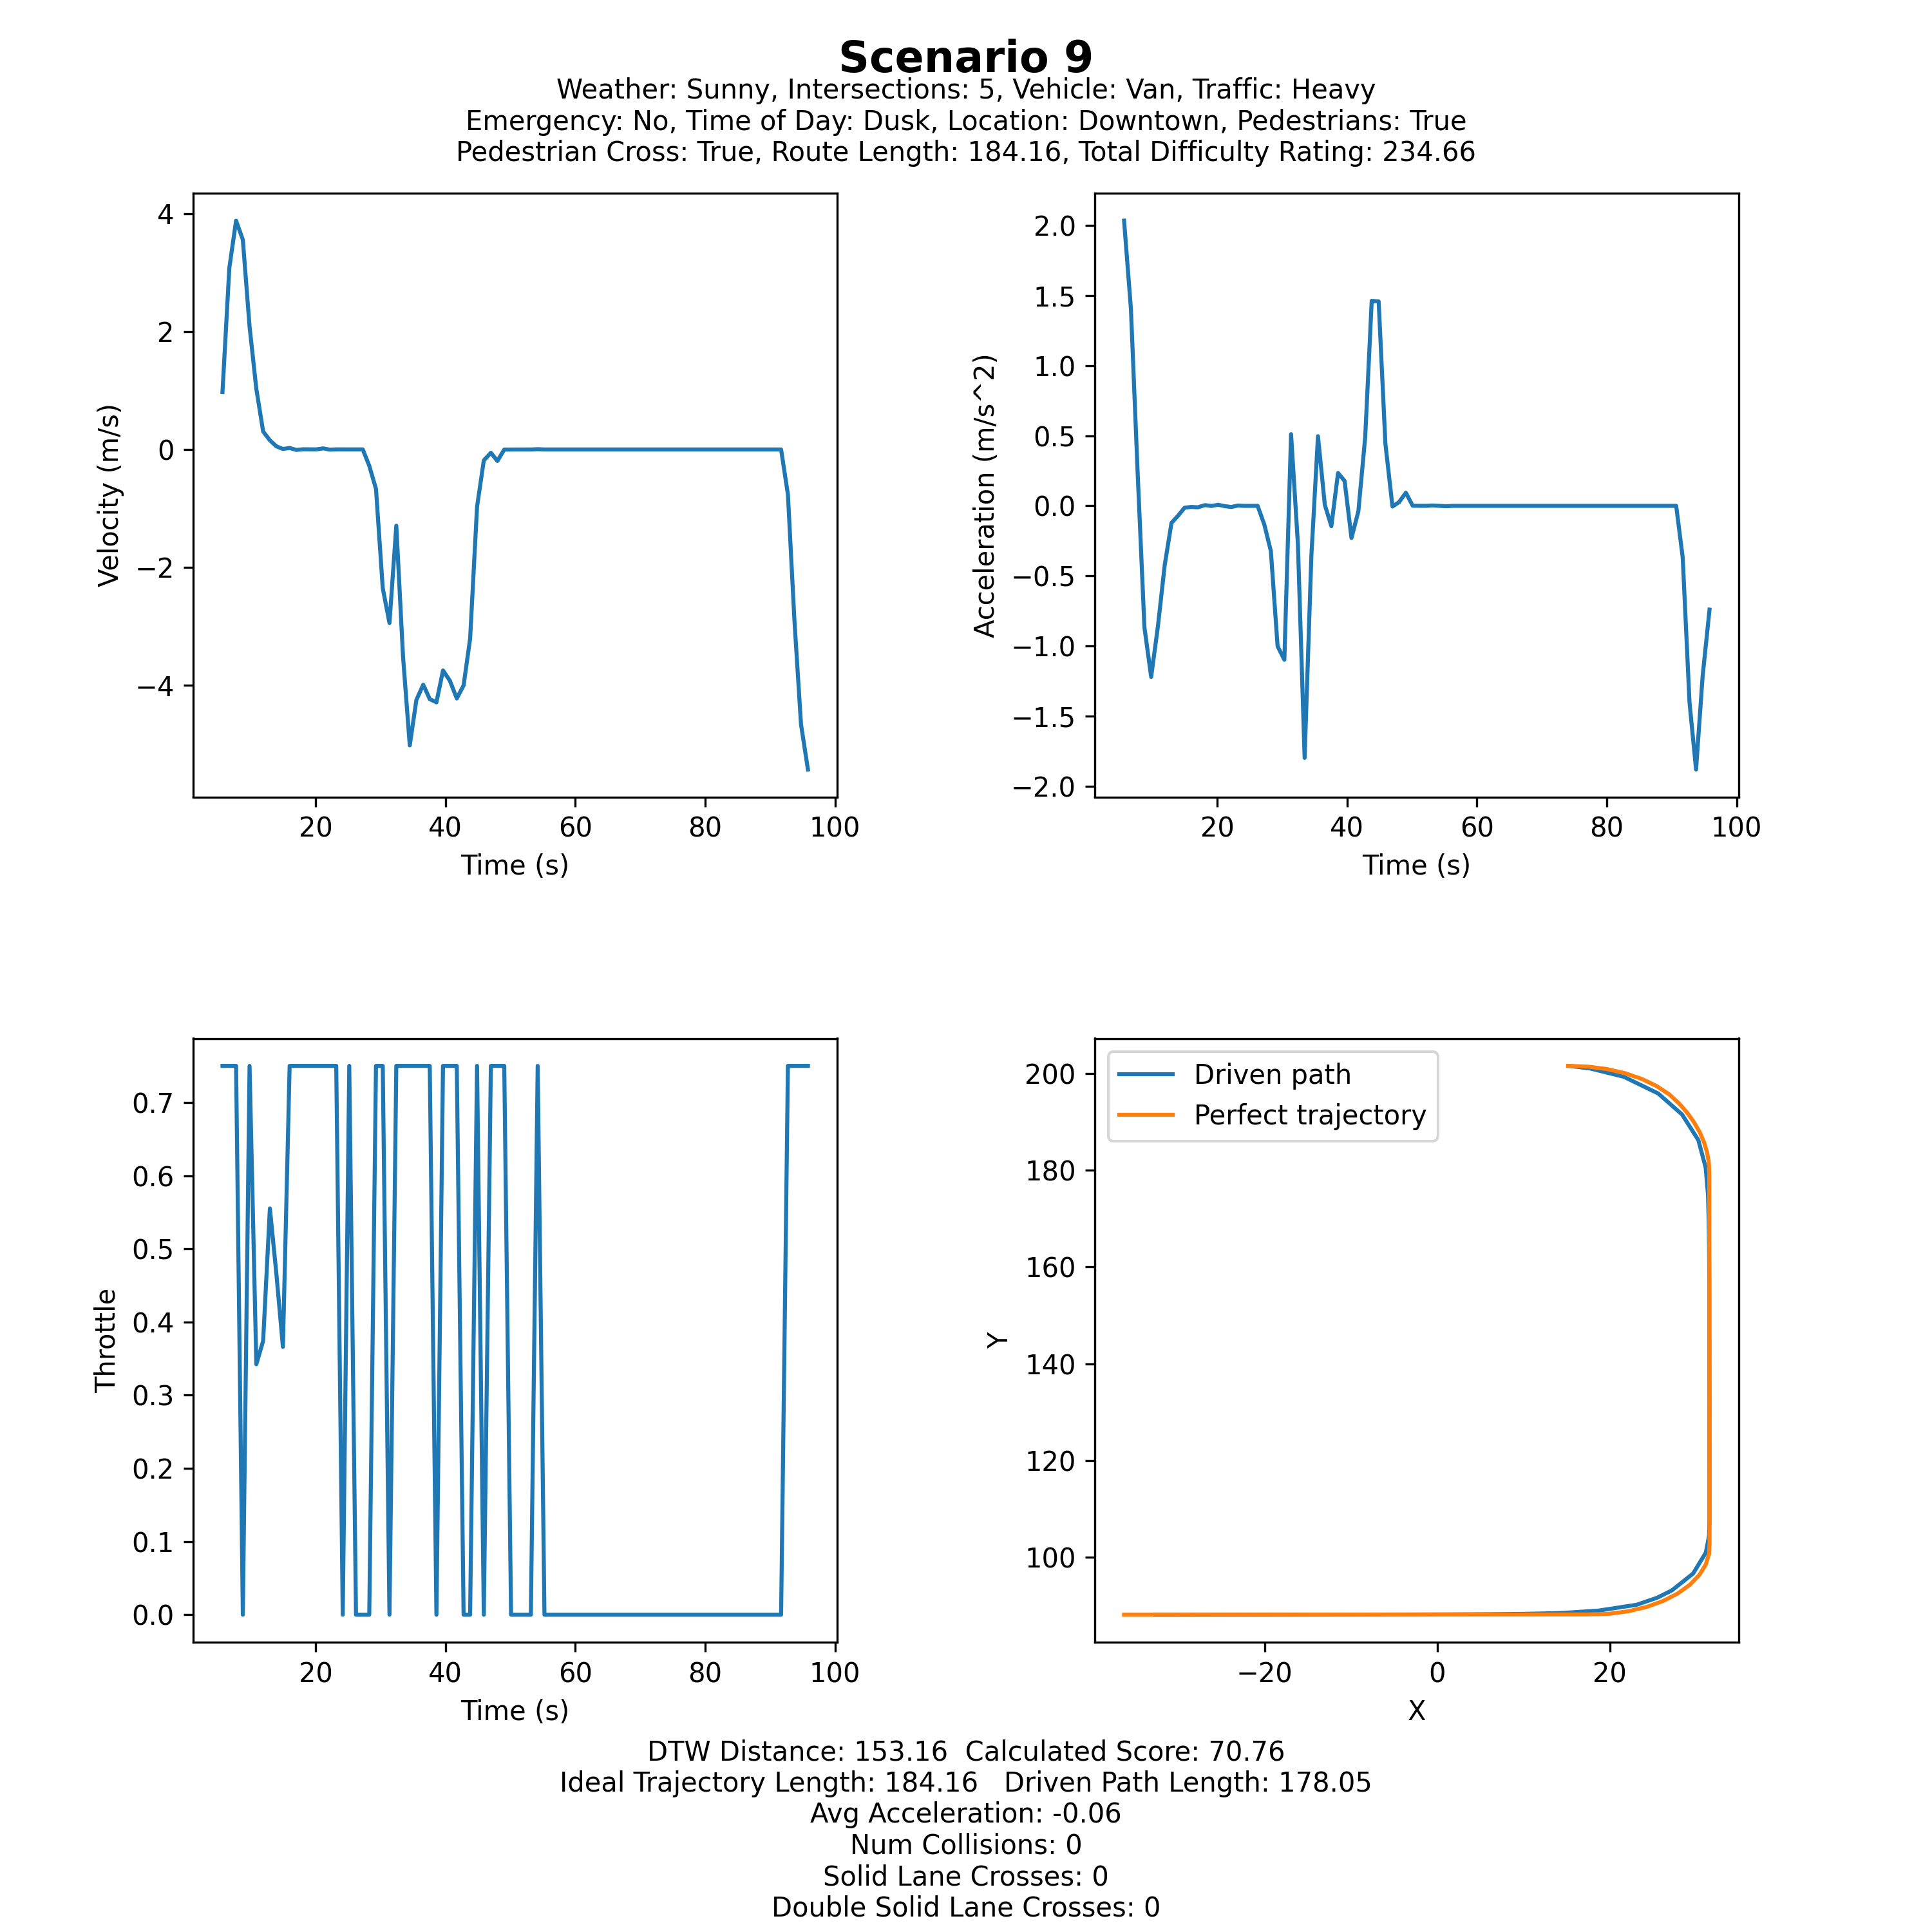 Scenario 9
Weather: Sunny, Intersections: 5, Vehicle: Van, Traffic: Heavy
Emergency: No, Time of Day: Dusk, Location: Downtown, Pedestrians: True
Pedestrian Cross: True, Route Length: 184.16, Total Difficulty Rating: 234.66
Velocity (m/s)
4
2
0
−2
−4
20 40 60 80 100
Time (s)
Acceleration (m/s^2)
2.0
1.5
1.0
0.5
0.0
−0.5
−1.0
−1.5
−2.0
20 40 60 80 100
Time (s)
Throttle
0.7
0.6
0.5
0.4
0.3
0.2
0.1
0.0
20 40 60 80 100
Time (s)
Driven path
Perfect trajectory
Y
200
180
160
140
120
100
−20 0 20
X
DTW Distance: 153.16 Calculated Score: 70.76
Ideal Trajectory Length: 184.16 Driven Path Length: 178.05
Avg Acceleration: -0.06
Num Collisions: 0
Solid Lane Crosses: 0
Double Solid Lane Crosses: 0